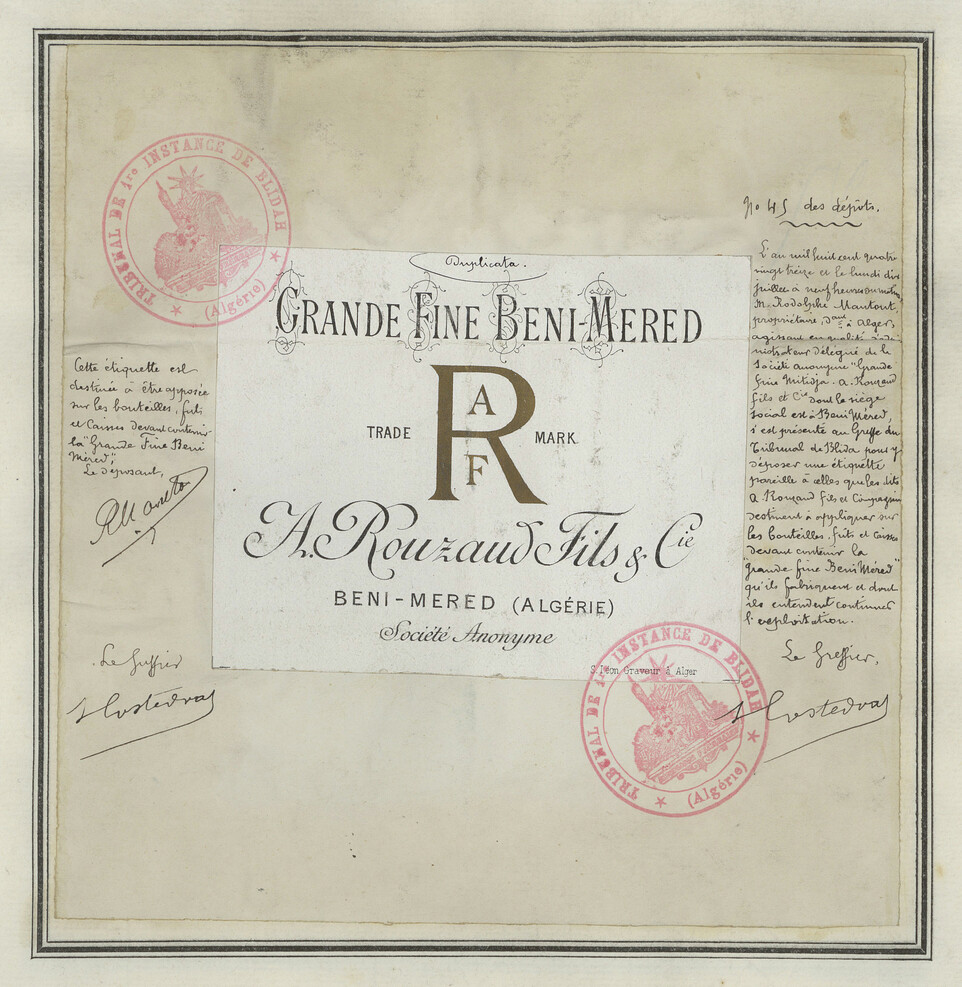 TRIBUNAL DE 1re INSTANCE DE BLIDAH
(Algérie)
No 45 des dépôts.
Duplicata.
GRANDE FINE BENI-MERED
TRADE R A F MARK
A. Rouzaud Fils & Cie
BENI-MERED (ALGÉRIE)
Société Anonyme
S. Léon Graveur à Alger
Cette étiquette est
destinée à être apposée
sur les bouteilles, fûts
et Caisses devant contenir
la "Grande Fine Beni
Méred",
Le déposant,
Le Greffier
L'an mil huit cent quatre
vingt treize et le lundi dix
juillet à neuf heures du matin
M. Rodolphe
propriétaire, à Alger,
agissant en qualité d'admi
nistrateur délégué de la
Société anonyme "Grande
fine Mitidja. A. Rouzaud
fils et Cie dont le siège
social est à Beni Méred,
s'est présenté au Greffe du
Tribunal de Blida pour y
déposer une étiquette
pareille à celles que les dits
A. Rouzaud fils et Compagnie
destinent à appliquer sur
les bouteilles, fûts et caisses
devant contenir la
"grande fine Beni Méred"
qu'ils fabriquent et dont
ils entendent continuer
l'exploitation.
Le Greffier,
TRIBUNAL DE 1re INSTANCE DE BLIDAH
(Algérie)